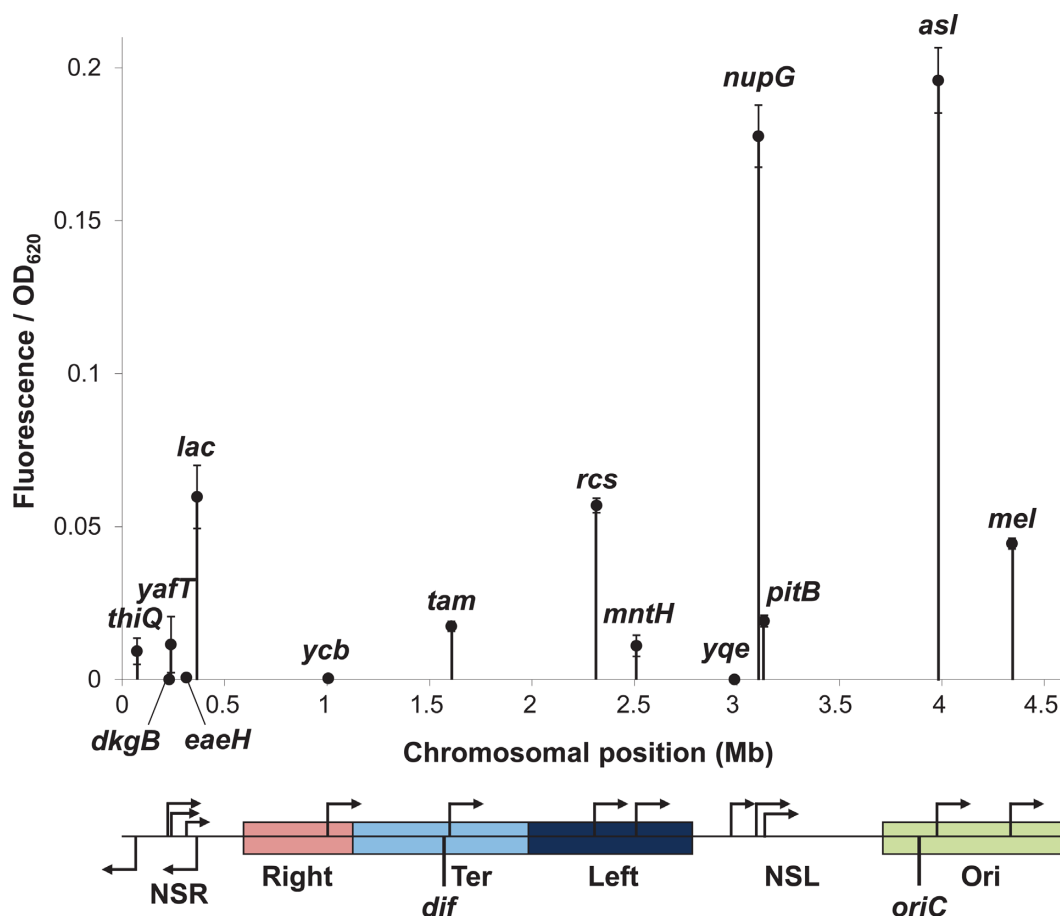 asl
0.2
nupG
0.15
Fluorescence / OD620
0.1
lac
rcs
0.05
mel
yafT
thiQ
tam
pitB
mntH
ycb
yqe
0
0 0.5 1 1.5 2 2.5 3 3.5 4 4.5
dkgB eaeH
Chromosomal position (Mb)
NSR Right Ter Left NSL Ori
dif oriC